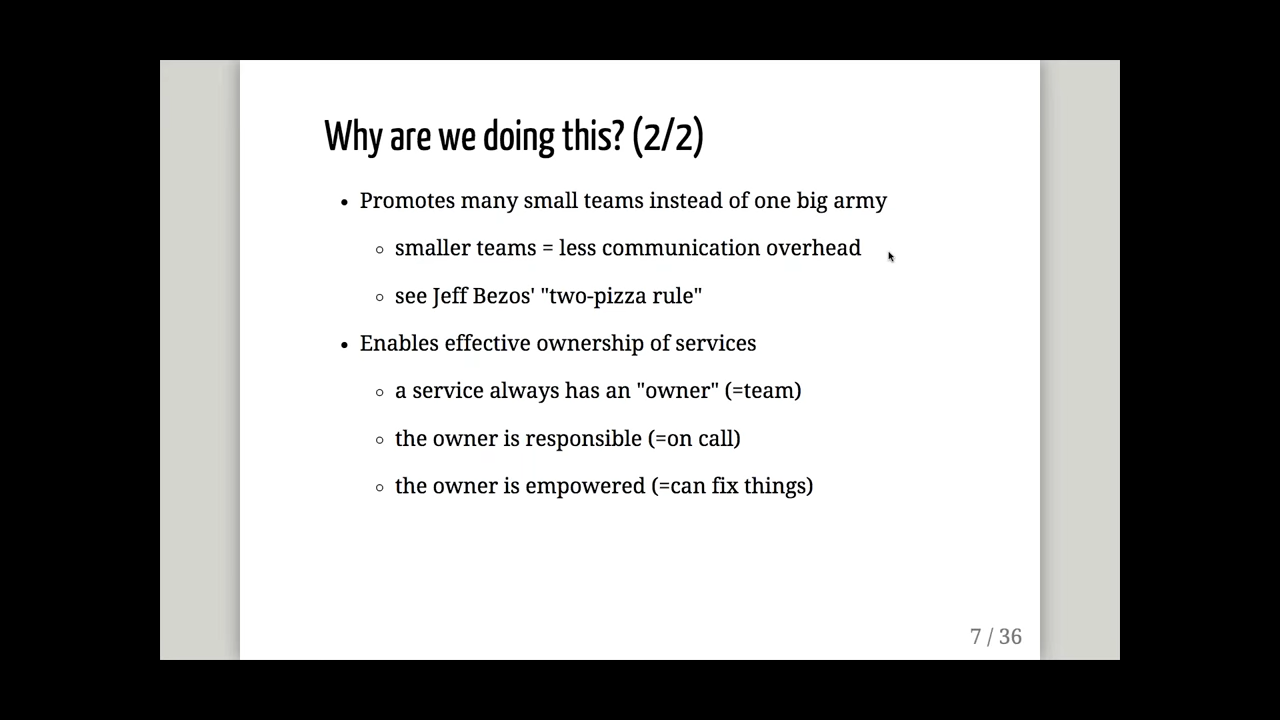 Why are we doing this? (2/2)
• Promotes many small teams instead of one big army
◦ smaller teams = less communication overhead
◦ see Jeff Bezos' "two-pizza rule"
• Enables effective ownership of services
◦ a service always has an "owner" (=team)
◦ the owner is responsible (=on call)
◦ the owner is empowered (=can fix things)
7 / 36